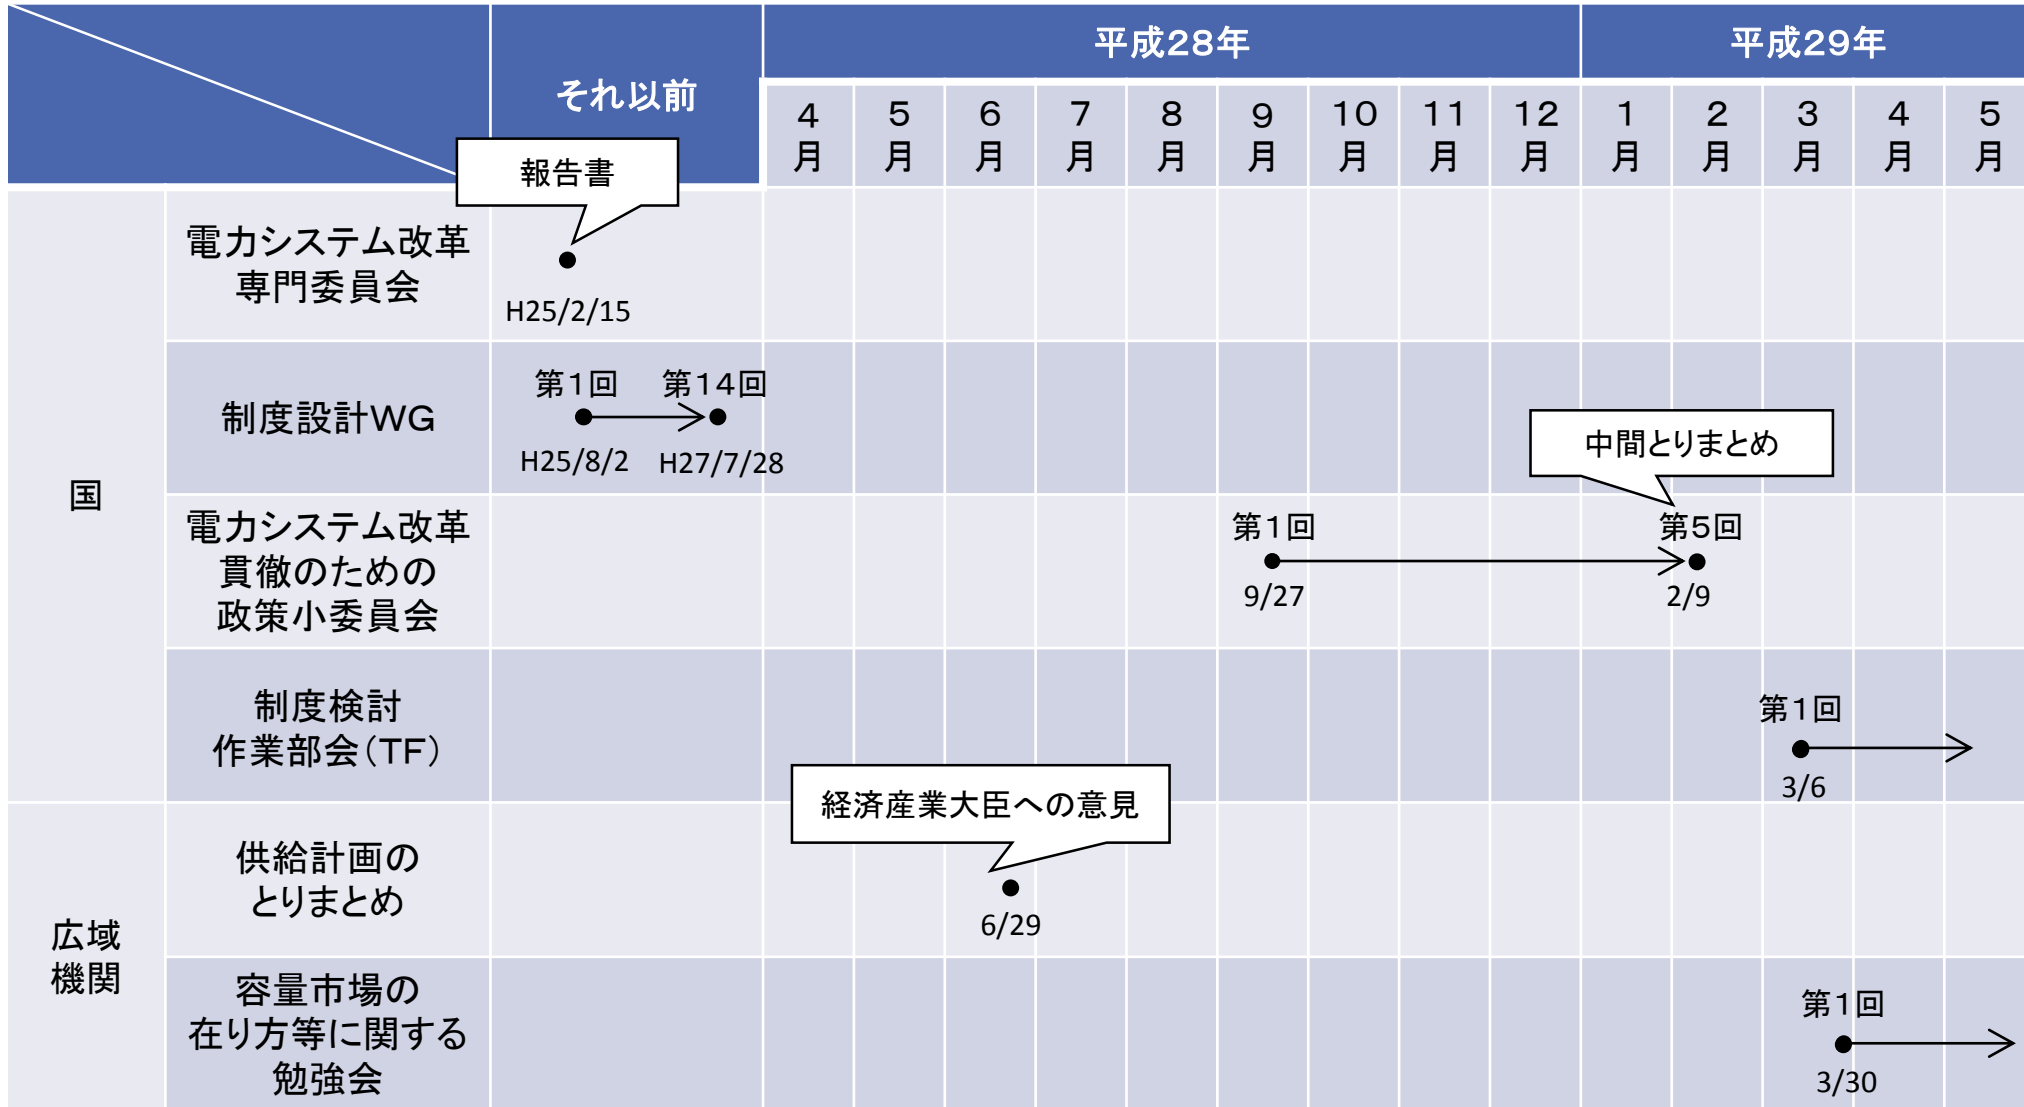 平成28年
平成29年
それ以前
4月
5月
6月
7月
8月
9月
10月
11月
12月
1月
2月
3月
4月
5月
報告書
国
電力システム改革
専門委員会
H25/2/15
制度設計WG
第1回
第14回
H25/8/2
H27/7/28
中間とりまとめ
電力システム改革
貫徹のための
政策小委員会
第1回
第5回
9/27
2/9
制度検討
作業部会(TF)
第1回
3/6
経済産業大臣への意見
広域
機関
供給計画の
とりまとめ
6/29
容量市場の
在り方等に関する
勉強会
第1回
3/30